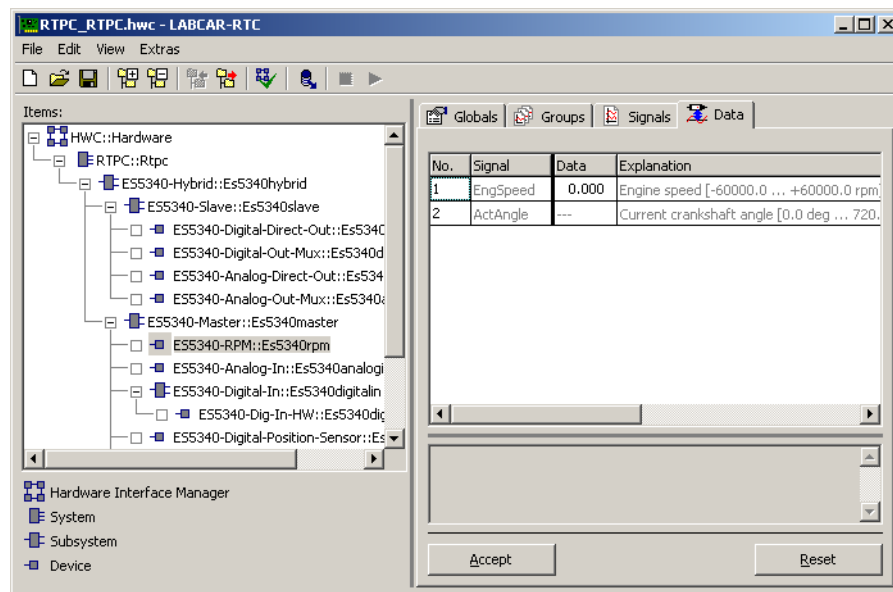 RTPC_RTPC.hwc - LABCAR-RTC
File Edit View Extras
Items:
HWC::Hardware
RTPC::Rtpc
ES5340-Hybrid::Es5340hybrid
ES5340-Slave::Es5340slave
ES5340-Digital-Direct-Out::Es534C
ES5340-Digital-Out-Mux::Es5340d
ES5340-Analog-Direct-Out::Es534
ES5340-Analog-Out-Mux::Es5340a
ES5340-Master::Es5340master
ES5340-RPM::Es5340rpm
ES5340-Analog-In::Es5340analogi
ES5340-Digital-In::Es5340digitalin
ES5340-Dig-In-HW::Es5340dig
ES5340-Digital-Position-Sensor::Es
Hardware Interface Manager
System
Subsystem
Device
Globals Groups Signals Data
No. Signal Data Explanation
1 EngSpeed 0.000 Engine speed [-60000.0 ... +60000.0 rpm]
2 ActAngle --- Current crankshaft angle [0.0 deg ... 720.
Accept Reset